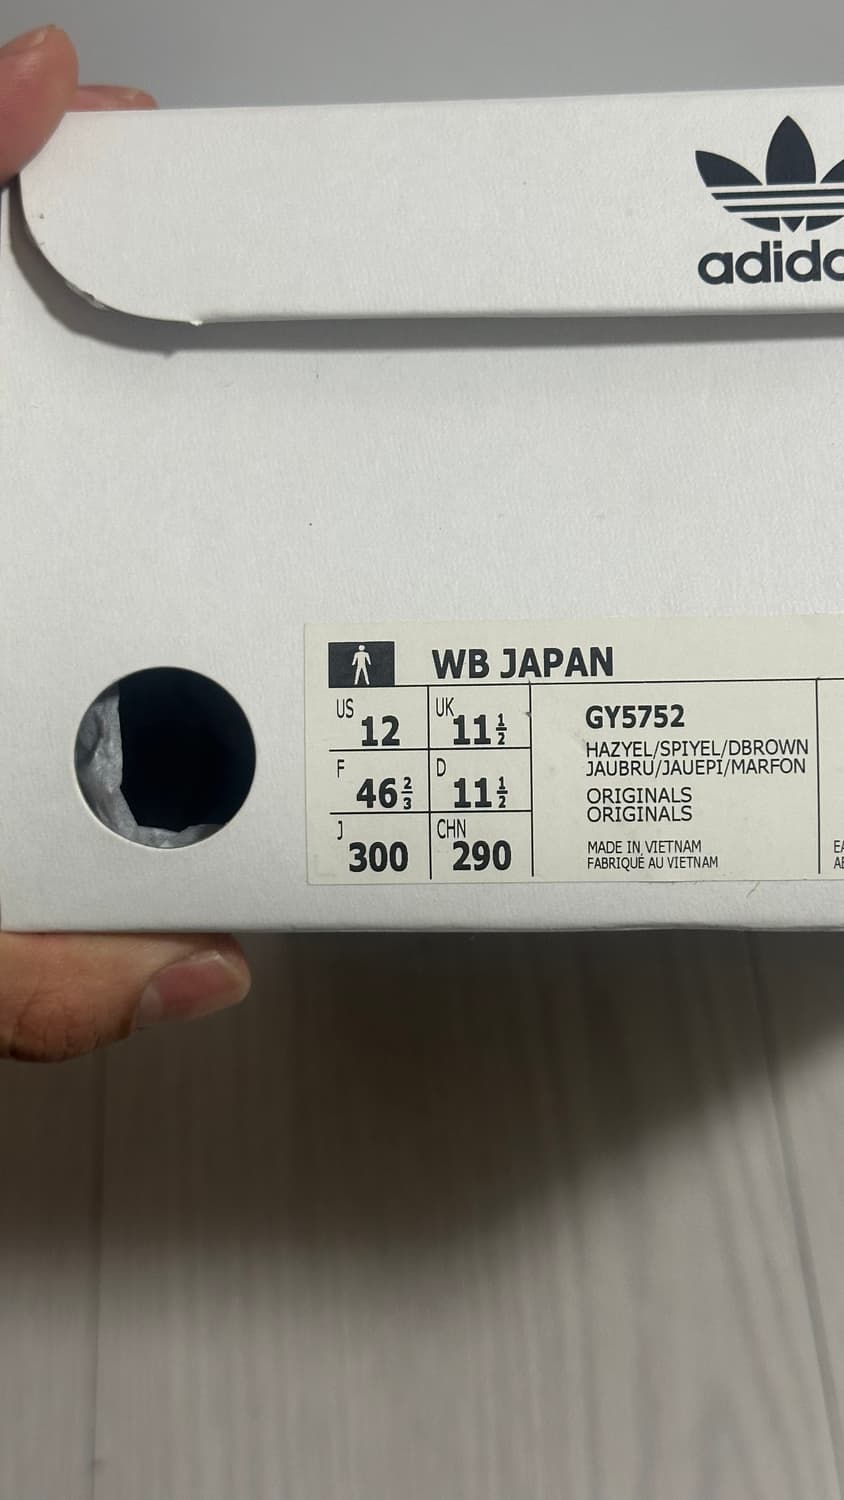 adida
WB JAPAN
US 12 UK 11½
F 46⅔ D 11½
J 300 CHN 290
GY5752
HAZYEL/SPIYEL/DBROWN
JAUBRU/JAUEPI/MARFON
ORIGINALS
ORIGINALS
MADE IN VIETNAM
FABRIQUÉ AU VIETNAM